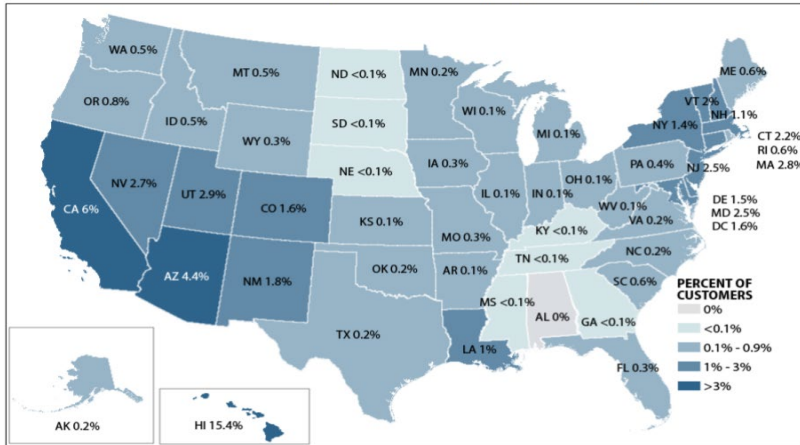 WA 0.5%
MT 0.5%
ND <0.1%
MN 0.2%
ME 0.6%
OR 0.8%
ID 0.5%
WY 0.3%
SD <0.1%
WI 0.1%
MI 0.1%
VT 2%
NH 1.1%
NY 1.4%
CT 2.2%
RI 0.6%
MA 2.8%
NE <0.1%
IA 0.3%
PA 0.4%
NJ 2.5%
NV 2.7%
UT 2.9%
CO 1.6%
KS 0.1%
IL 0.1%
IN 0.1%
OH 0.1%
WV 0.1%
VA 0.2%
DE 1.5%
MD 2.5%
DC 1.6%
CA 6%
MO 0.3%
KY <0.1%
AZ 4.4%
NM 1.8%
OK 0.2%
AR 0.1%
TN <0.1%
NC 0.2%
SC 0.6%
MS <0.1%
AL 0%
GA <0.1%
TX 0.2%
LA 1%
FL 0.3%
AK 0.2%
HI 15.4%
PERCENT OF
CUSTOMERS
0%
<0.1%
0.1% - 0.9%
1% - 3%
>3%